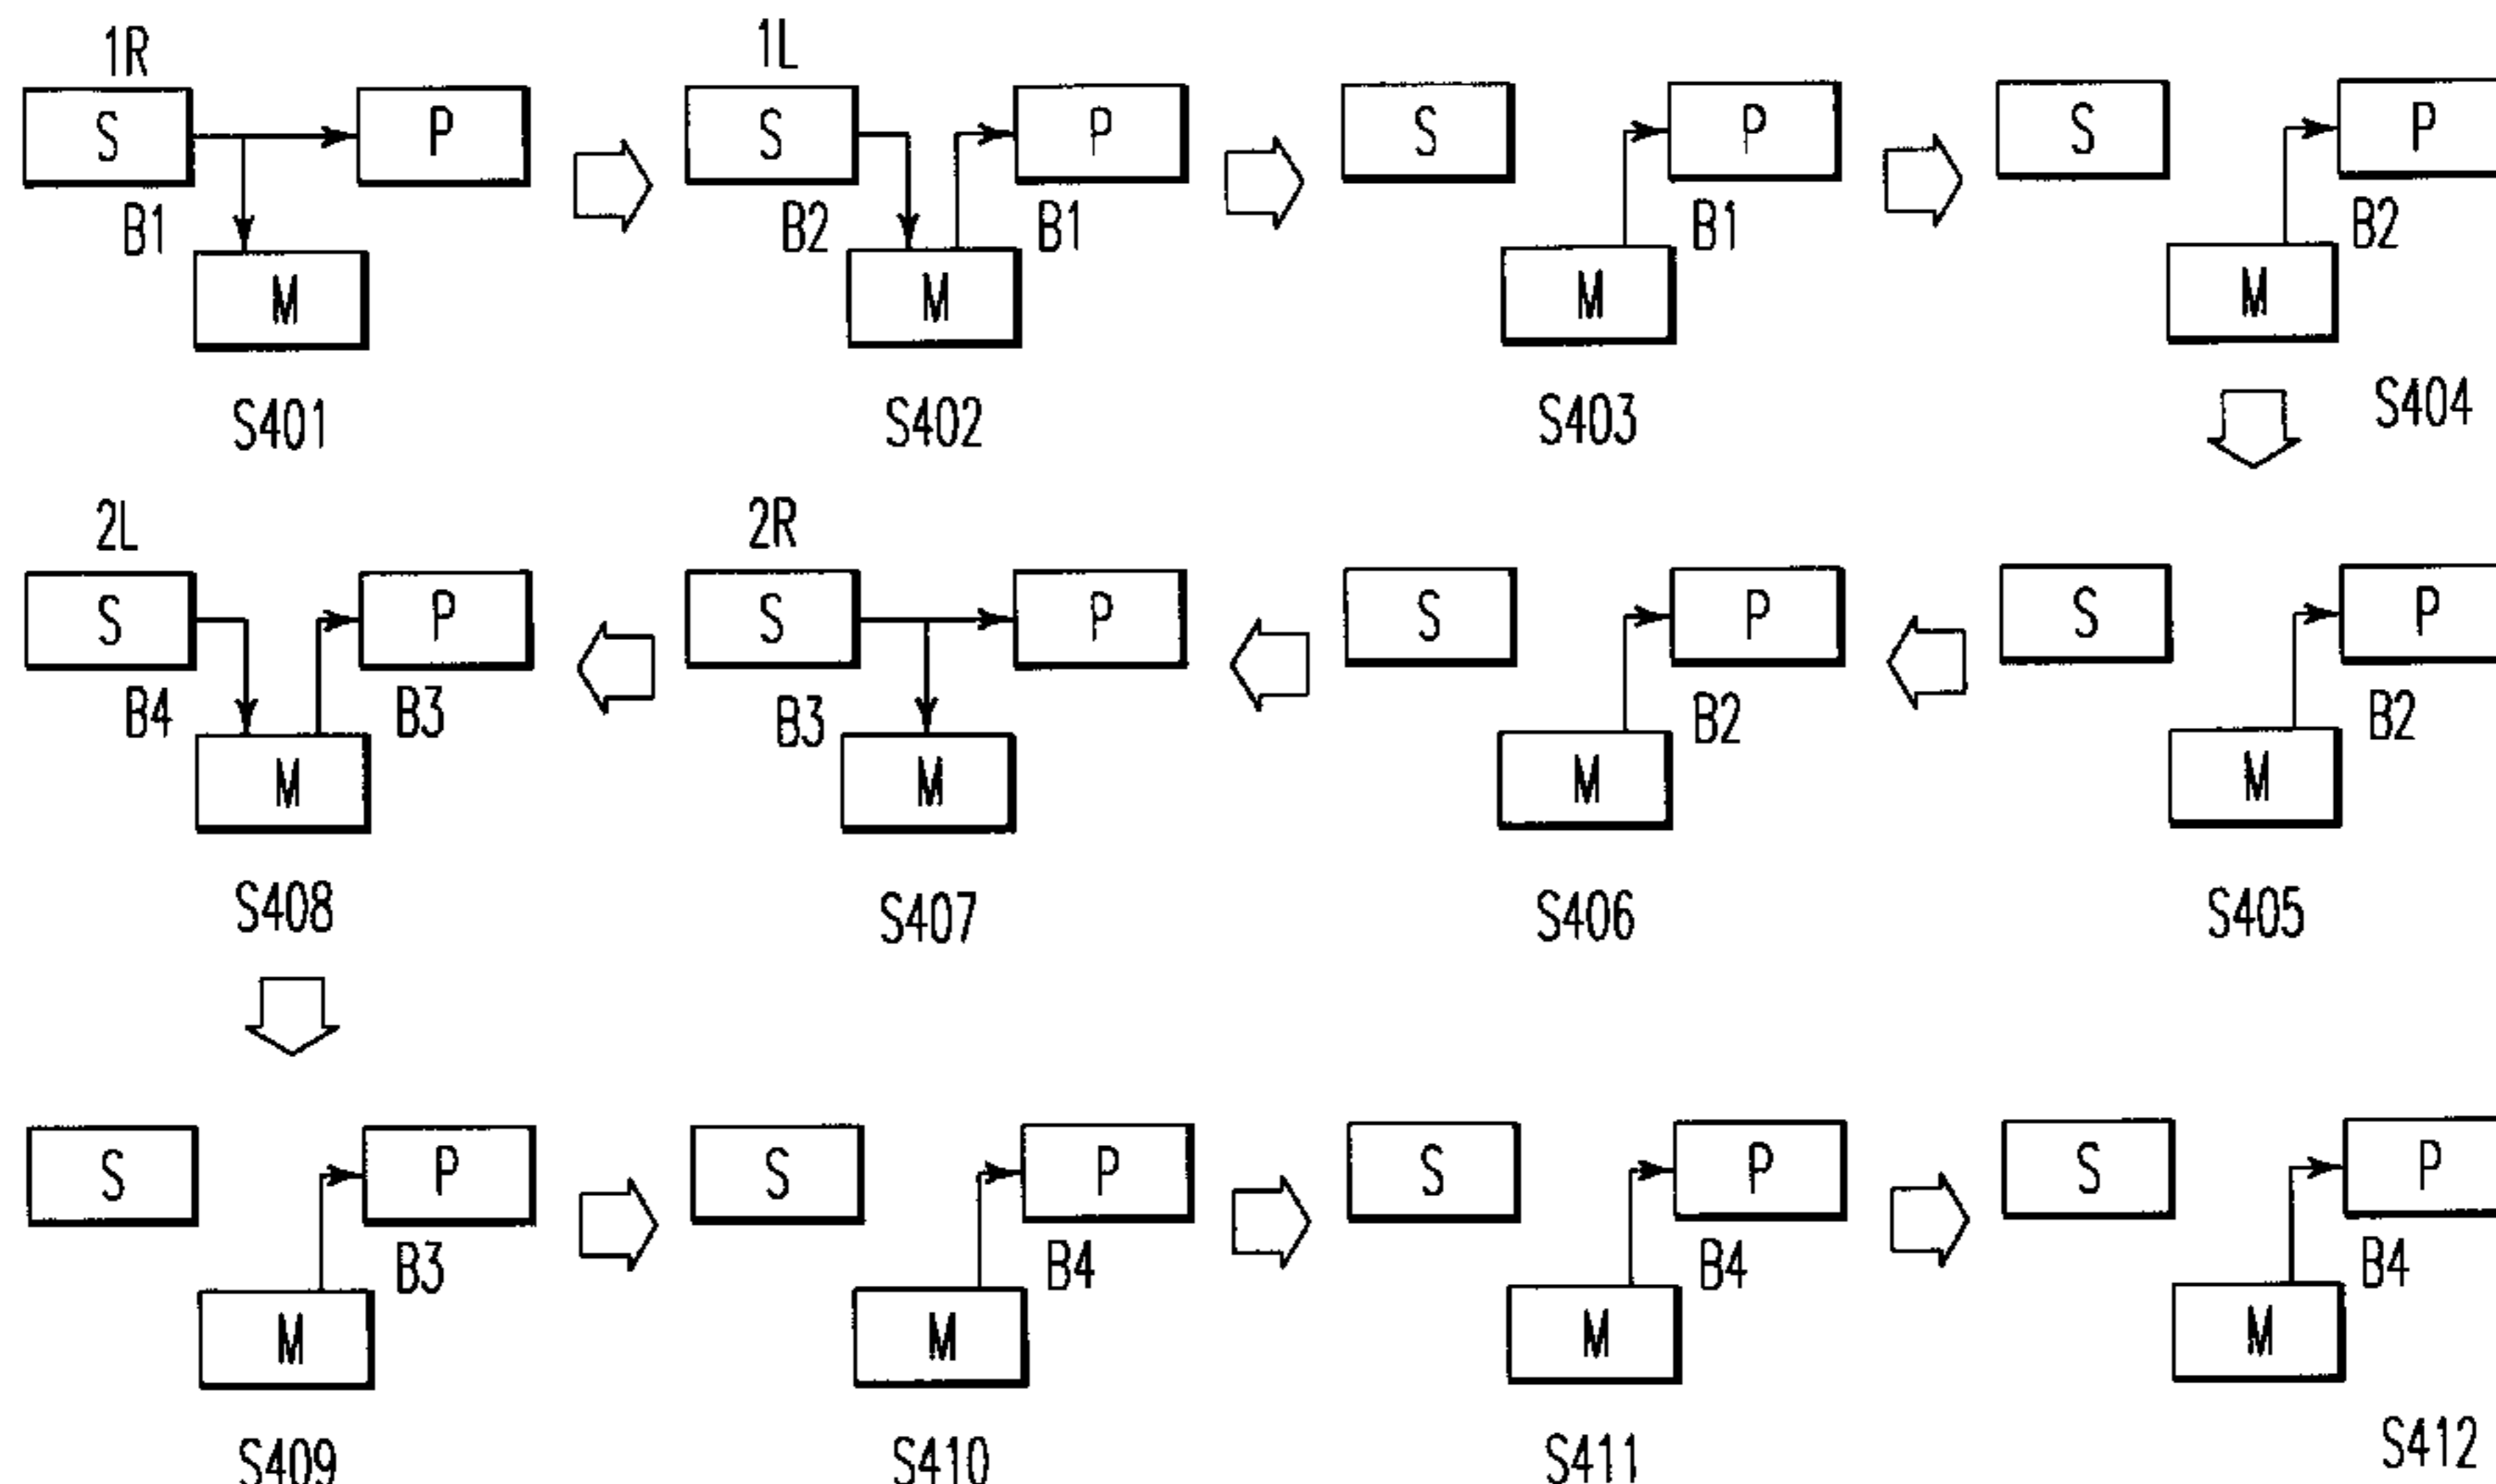 1R 1L
S P S P S P S P
B1 B2 B1 B1 B2
M M M M
S401 S402 S403 S404
2L 2R
S P S P S P S P
B4 B3 B3 B2 B2
M M M M
S408 S407 S406 S405
S P S P S P S P
B3 B4 B4 B4
M M M M
S409 S410 S411 S412